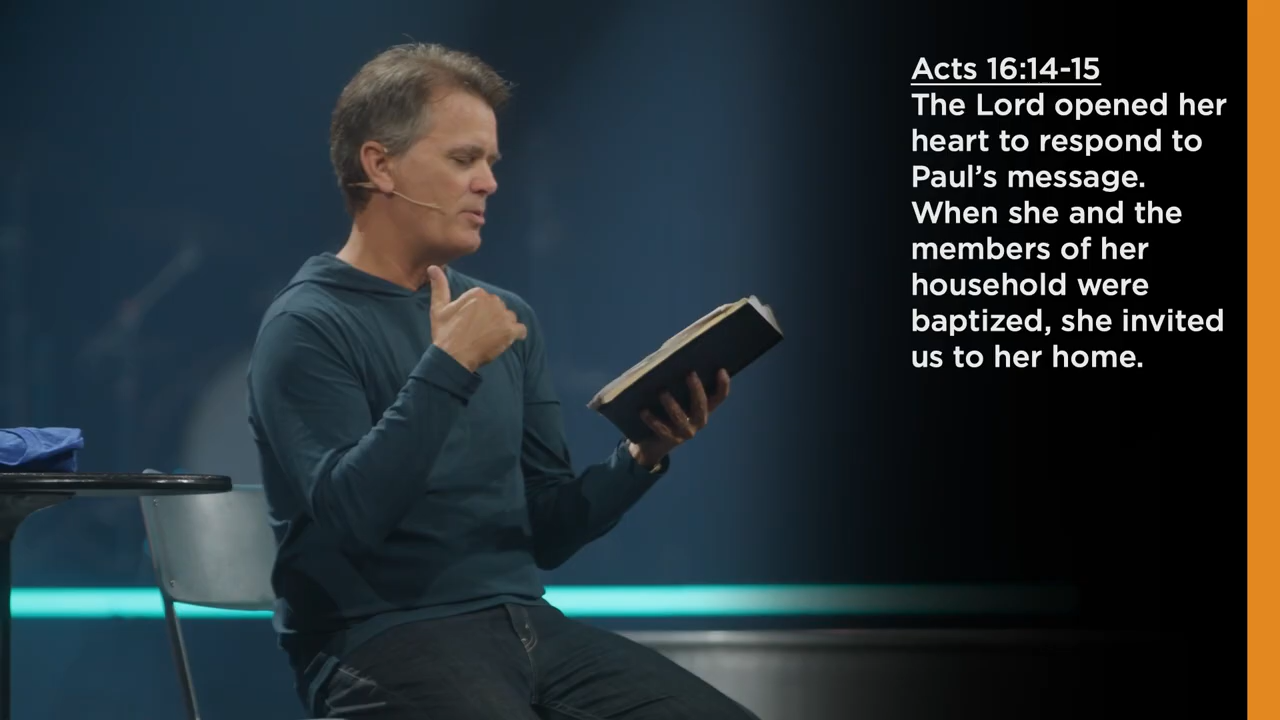 Acts 16:14-15
The Lord opened her
heart to respond to
Paul’s message.
When she and the
members of her
household were
baptized, she invited
us to her home.